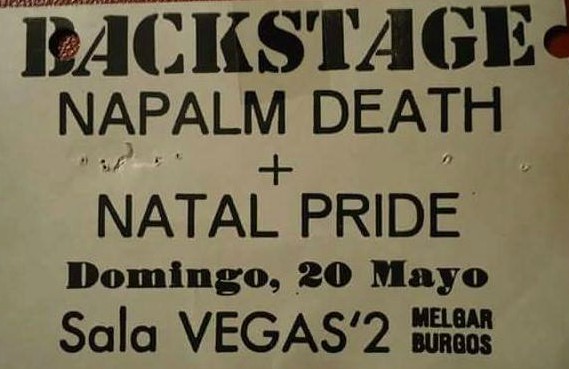 BACKSTAGE
NAPALM DEATH
+
NATAL PRIDE
Domingo, 20 Mayo
Sala VEGAS'2 MELGAR BURGOS